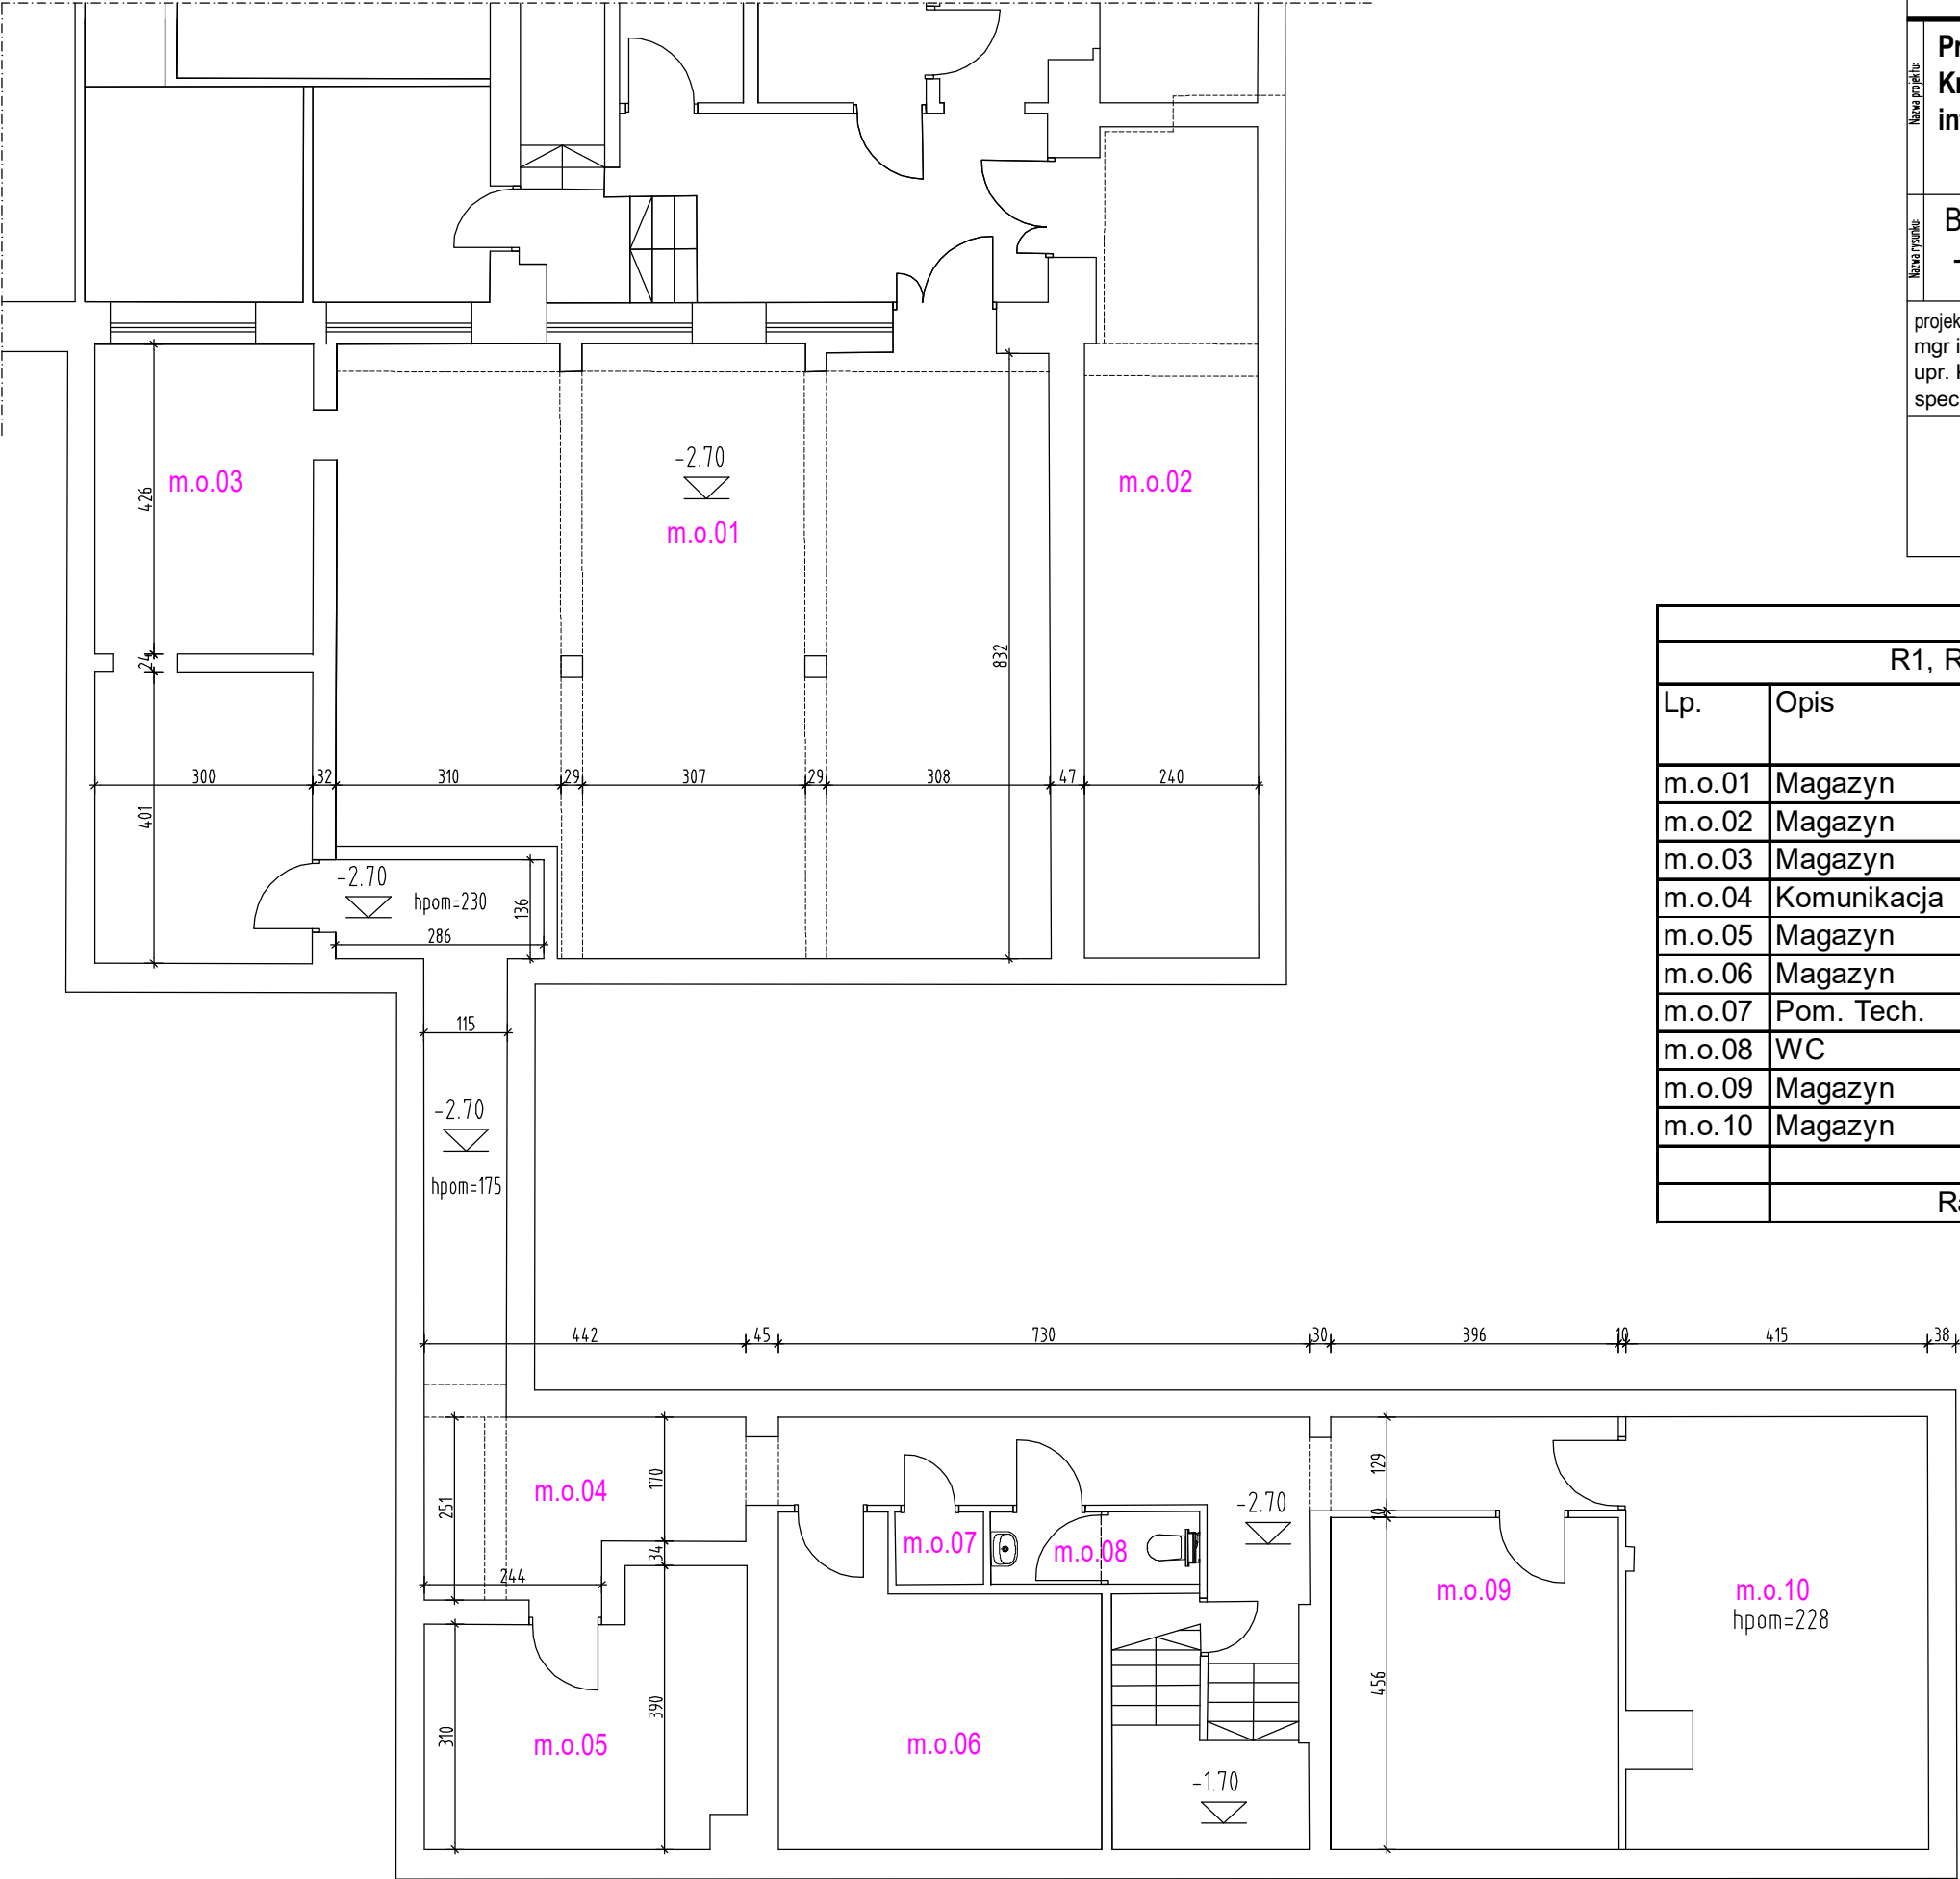 Nazwa projektu:
Pr
Kr
in
Nazwa rysunku:
B
-
projek
mgr i
upr.
spec
-2.70
m.o.03
m.o.01
m.o.02
426
24
832
300
32
310
29
307
29
308
47
240
401
-2.70
hpom=230
136
286
115
-2.70
hpom=175
R1, R
Lp.
Opis
m.o.01 Magazyn
m.o.02 Magazyn
m.o.03 Magazyn
m.o.04 Komunikacja
m.o.05 Magazyn
m.o.06 Magazyn
m.o.07 Pom. Tech.
m.o.08 WC
m.o.09 Magazyn
m.o.10 Magazyn
Ra
442
45
730
30
396
10
415
38
251
m.o.04
170
34
244
m.o.07
m.o.08
-2.70
129
10
m.o.09
m.o.10
hpom=228
310
m.o.05
390
m.o.06
-1.70
456